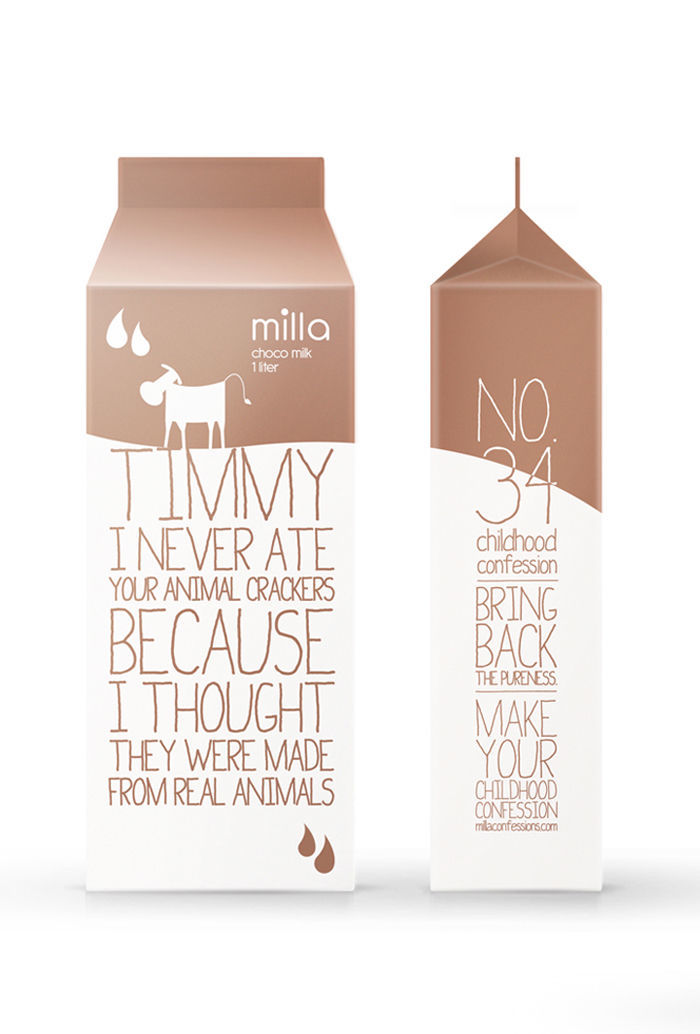 milla
choco milk
1 liter
TIMMY
I NEVER ATE
YOUR ANIMAL CRACKERS
BECAUSE
I THOUGHT
THEY WERE MADE
FROM REAL ANIMALS
NO.
34
childhood
confession
BRING
BACK
THE PURENESS.
MAKE
YOUR
CHILDHOOD
CONFESSION
millaconfessions.com